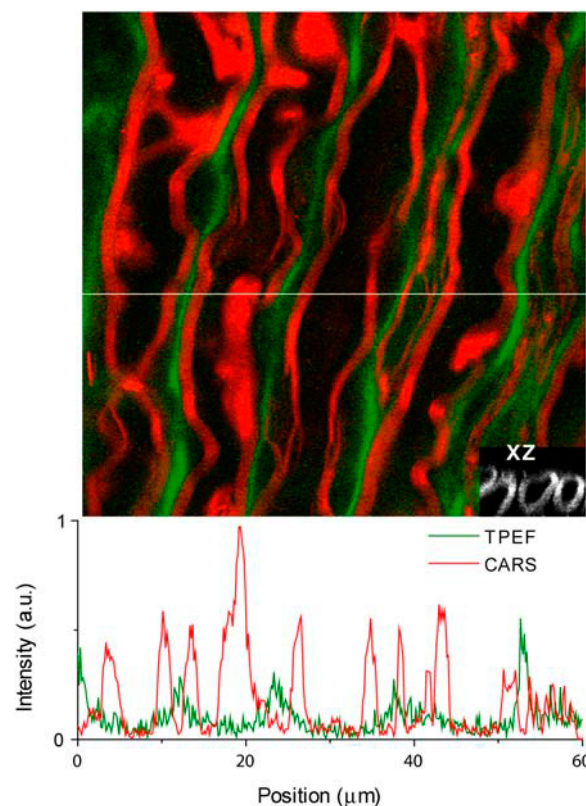 XZ
1
TPEF
CARS
Intensity (a.u.)
0
0
20
40
60
Position (μm)